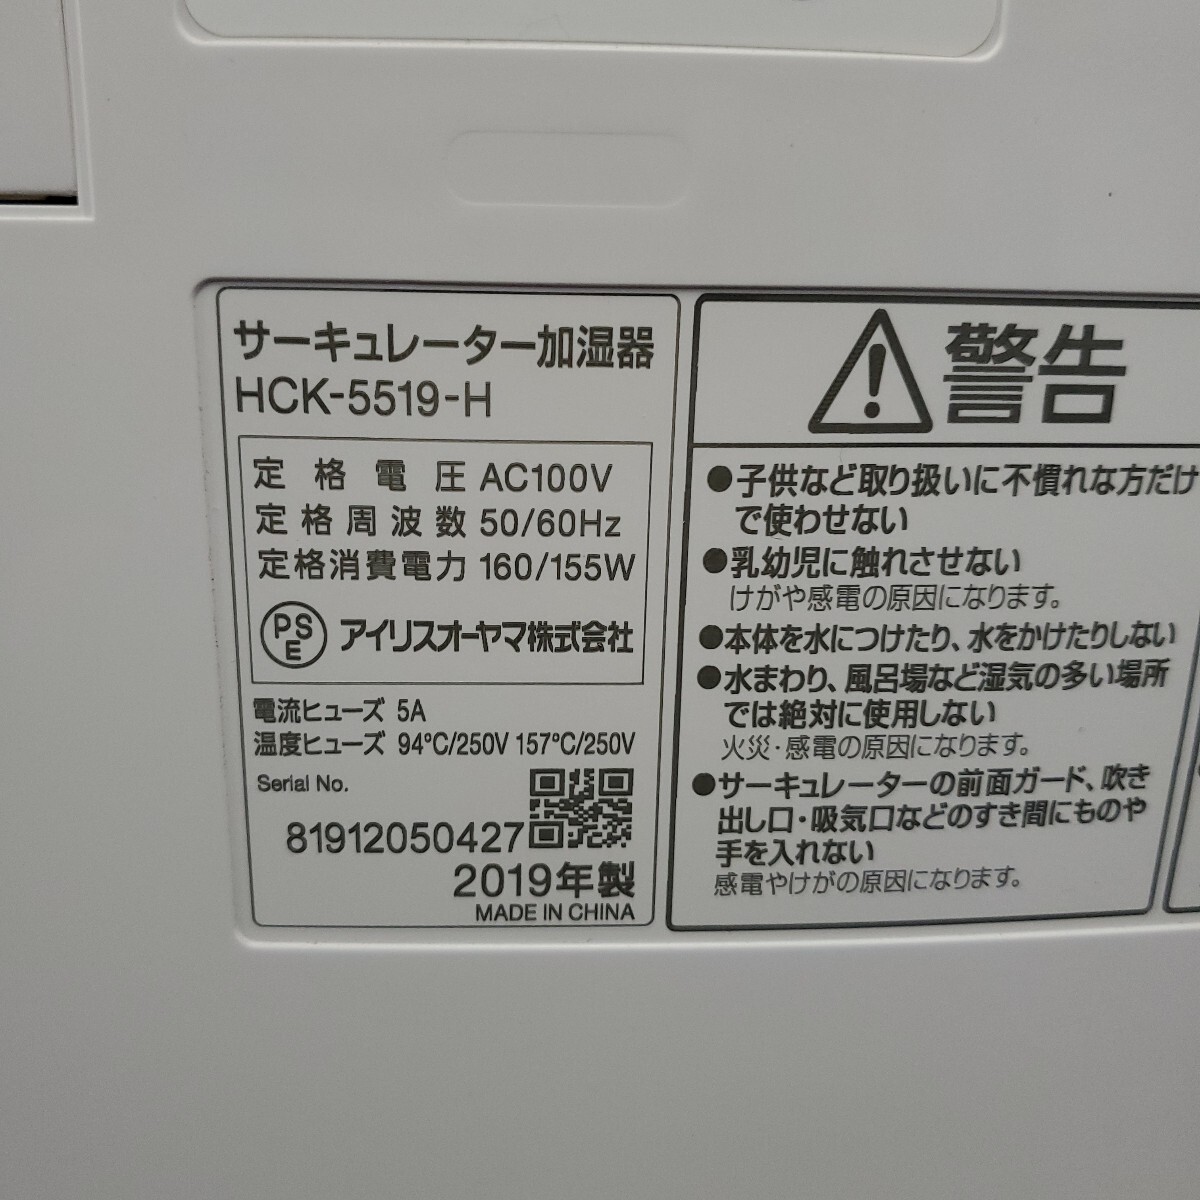 サーキュレーター加湿器
HCK-5519-H
定格電圧 AC100V
定格周波数 50/60Hz
定格消費電力 160/155W
PSE アイリスオーヤマ株式会社
電流ヒューズ 5A
温度ヒューズ 94℃/250V 157℃/250V
Serial No.
81912050427
2019年製
MADE IN CHINA
警告
●子供など取り扱いに不慣れな方だけ
で使わせない
●乳幼児に触れさせない
けがや感電の原因になります。
●本体を水につけたり、水をかけたりしない
●水まわり、風呂場など湿気の多い場所
では絶対に使用しない
火災・感電の原因になります。
●サーキュレーターの前面ガード、吹き
出し口・吸気口などのすき間にものや
手を入れない
感電やけがの原因になります。